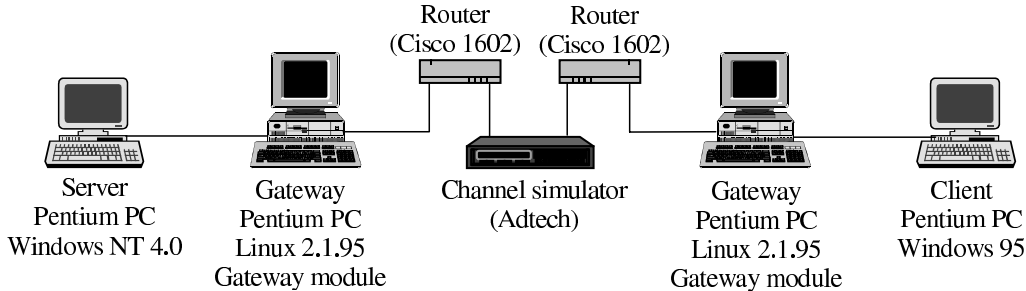 Router
(Cisco 1602)
Router
(Cisco 1602)
Server
Pentium PC
Windows NT 4.0
Gateway
Pentium PC
Linux 2.1.95
Gateway module
Channel simulator
(Adtech)
Gateway
Pentium PC
Linux 2.1.95
Gateway module
Client
Pentium PC
Windows 95